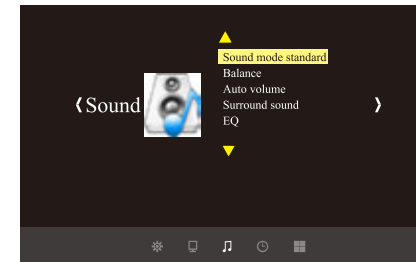 Sound
Sound mode standard
Balance
Auto volume
Surround sound
EQ